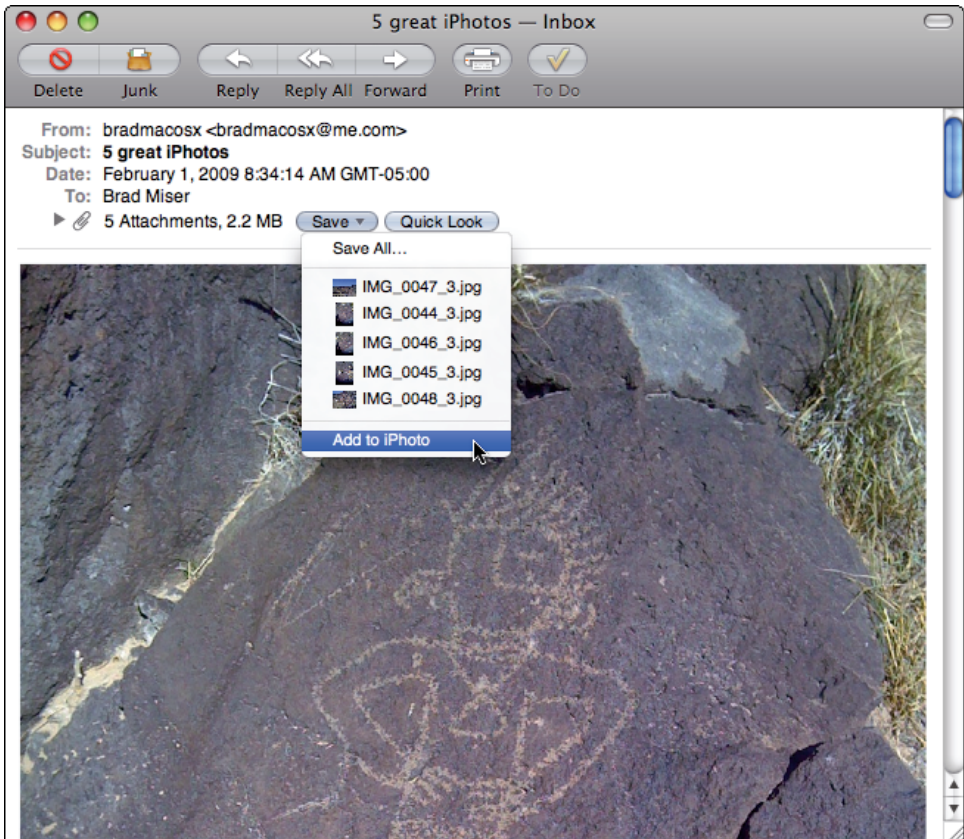 5 great iPhotos — Inbox
Delete Junk Reply Reply All Forward Print To Do
From: bradmacosx <bradmacosx@me.com>
Subject: 5 great iPhotos
Date: February 1, 2009 8:34:14 AM GMT-05:00
To: Brad Miser
5 Attachments, 2.2 MB Save Quick Look
Save All...
IMG_0047_3.jpg
IMG_0044_3.jpg
IMG_0046_3.jpg
IMG_0045_3.jpg
IMG_0048_3.jpg
Add to iPhoto